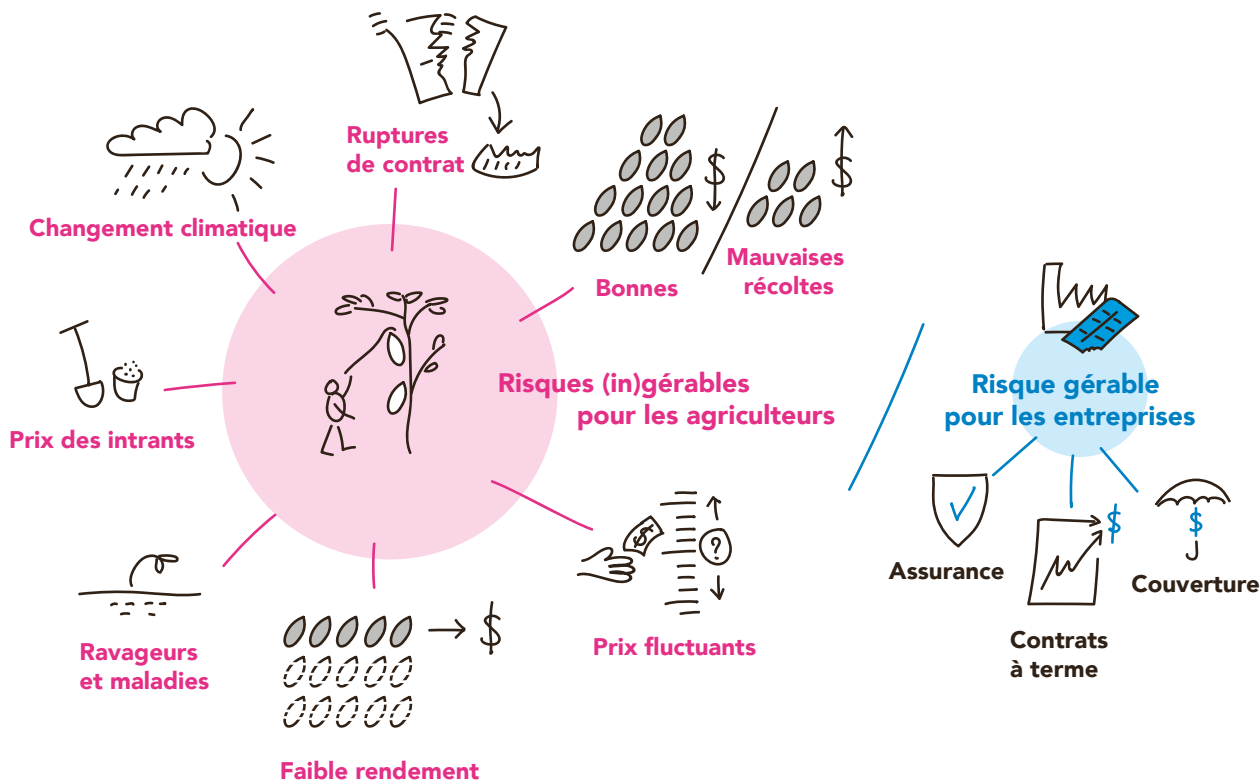 Ruptures
de contrat
$
$
Changement climatique
Bonnes
Mauvaises
récoltes
Prix des intrants
Risques (in)gérables
pour les agriculteurs
Risque gérable
pour les entreprises
$
?
$
$
Assurance
Couverture
Ravageurs
et maladies
$
Prix fluctuants
Contrats
à terme
Faible rendement